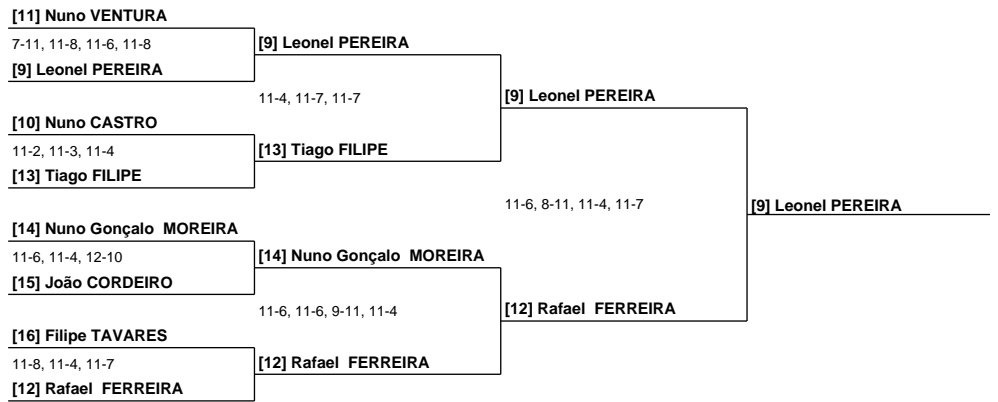 [11] Nuno VENTURA
7-11, 11-8, 11-6, 11-8
[9] Leonel PEREIRA
[9] Leonel PEREIRA
11-4, 11-7, 11-7
[9] Leonel PEREIRA
[10] Nuno CASTRO
11-2, 11-3, 11-4
[13] Tiago FILIPE
[13] Tiago FILIPE
11-6, 8-11, 11-4, 11-7
[9] Leonel PEREIRA
[14] Nuno Gonçalo MOREIRA
11-6, 11-4, 12-10
[14] Nuno Gonçalo MOREIRA
[15] João CORDEIRO
11-6, 11-6, 9-11, 11-4
[12] Rafael FERREIRA
[16] Filipe TAVARES
11-8, 11-4, 11-7
[12] Rafael FERREIRA
[12] Rafael FERREIRA